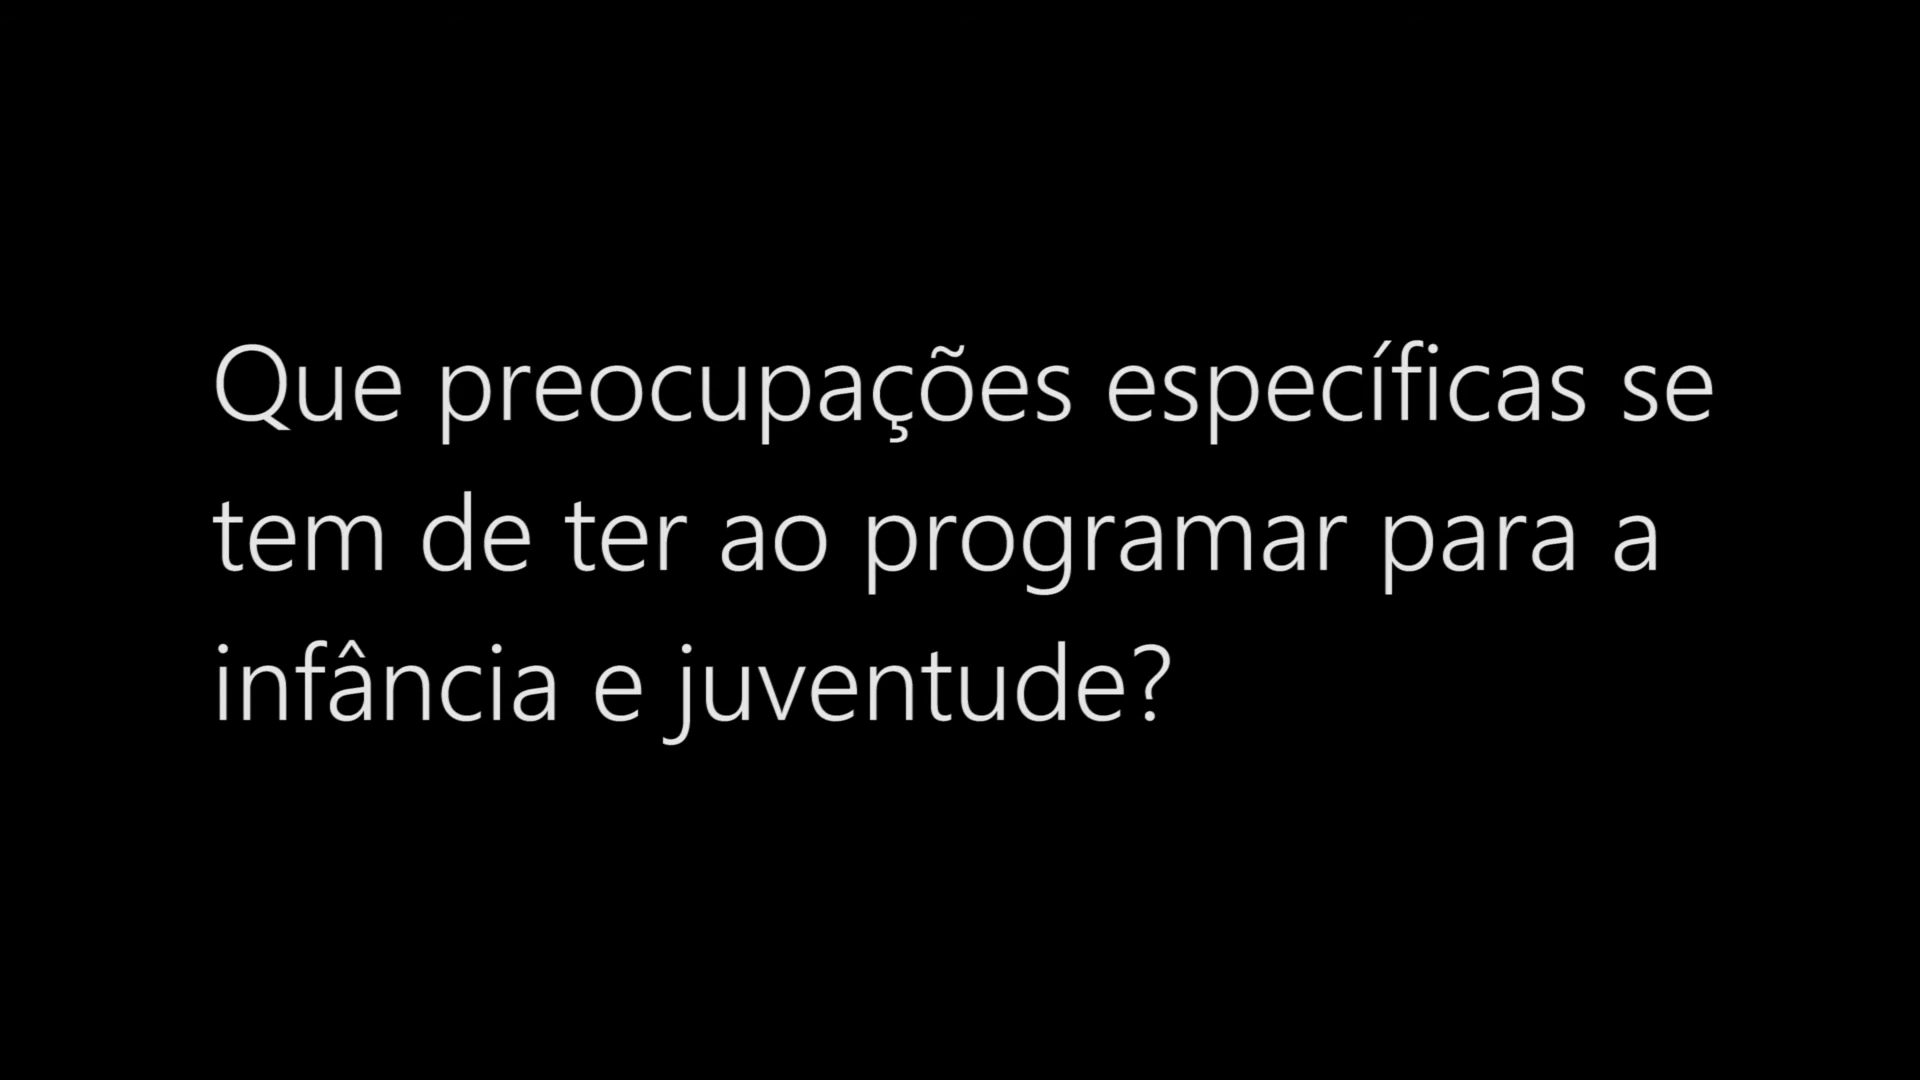 Que preocupações específicas se
tem de ter ao programar para a
infância e juventude?